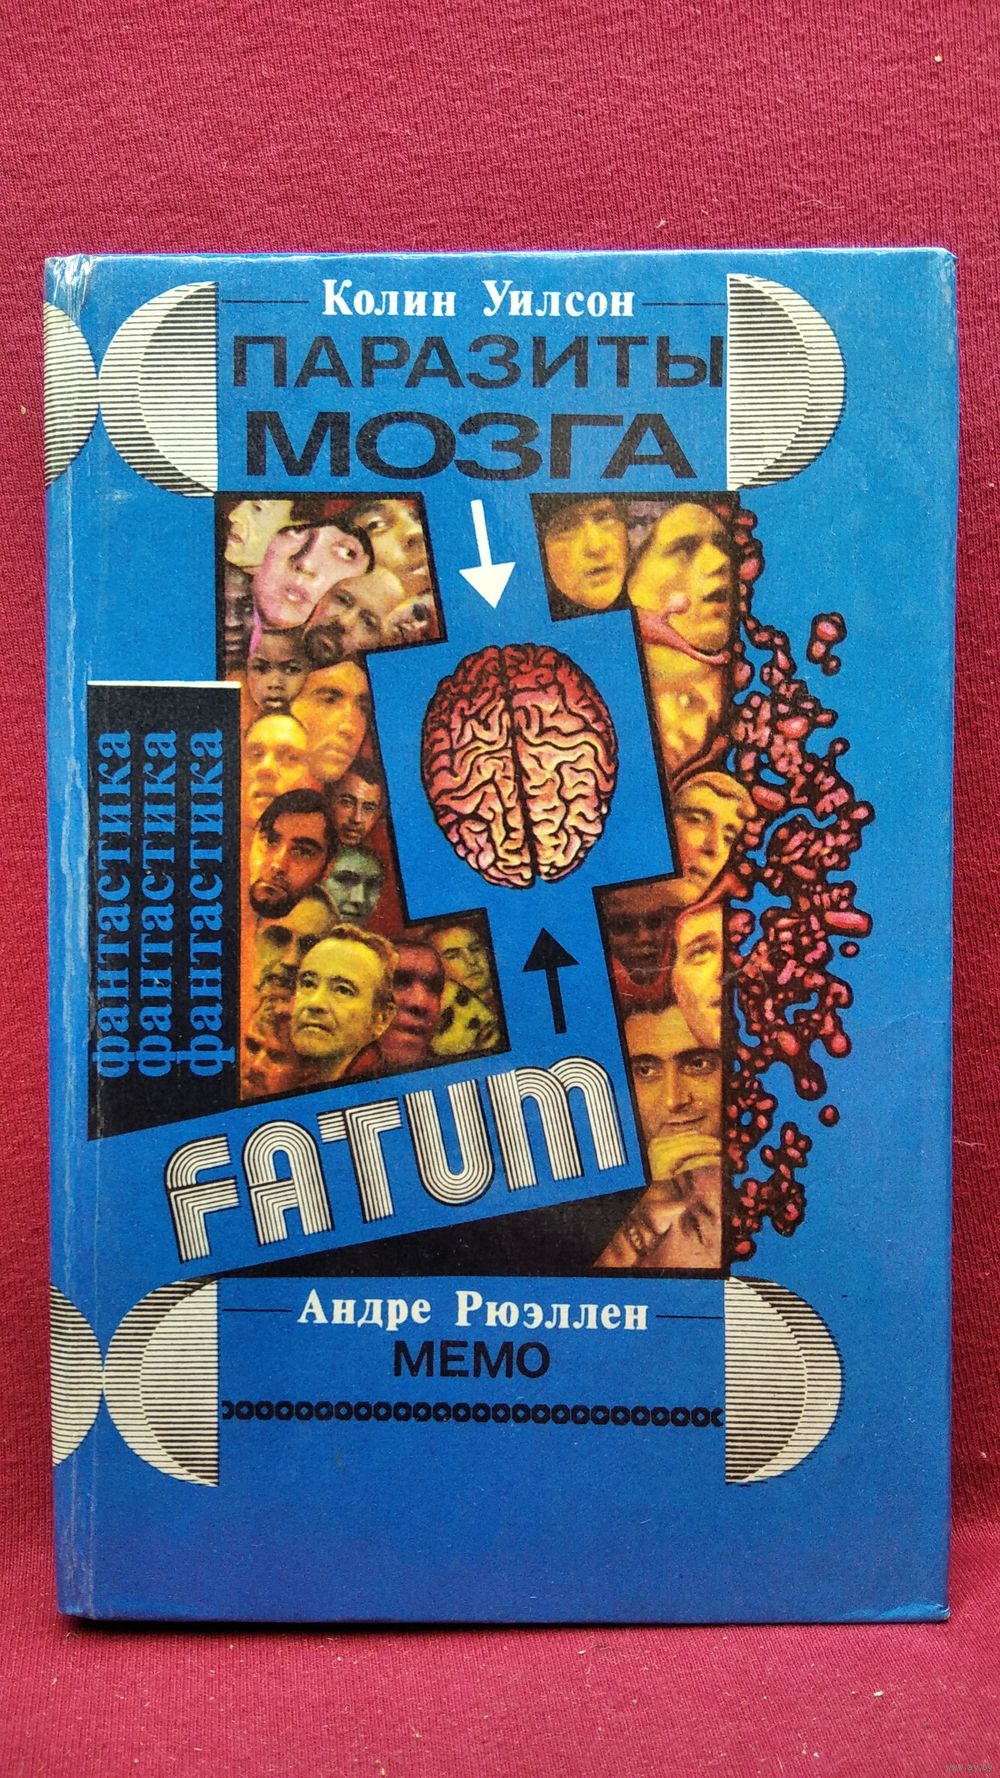 Колин Уилсон
ПАРАЗИТЫ
МОЗГА
фантастика
фантастика
фантастика
FATUM
Андре Рюэллен
МЕМО